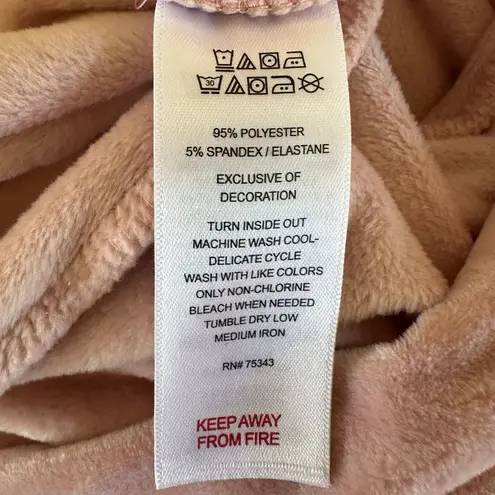 30
95% POLYESTER
5% SPANDEX / ELASTANE
EXCLUSIVE OF
DECORATION
TURN INSIDE OUT
MACHINE WASH COOL-
DELICATE CYCLE
WASH WITH LIKE COLORS
ONLY NON-CHLORINE
BLEACH WHEN NEEDED
TUMBLE DRY LOW
MEDIUM IRON
RN# 75343
KEEP AWAY
FROM FIRE